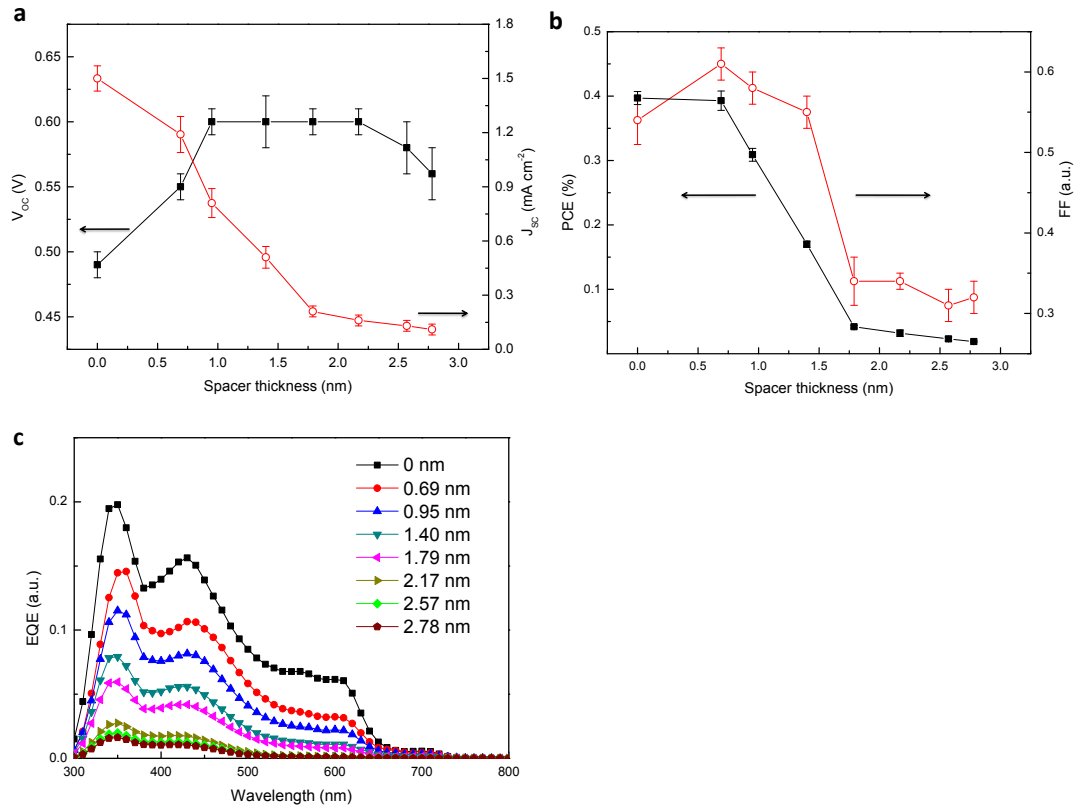 a
0.65
0.60
0.55
0.50
0.45
V_OC (V)
1.8
1.5
1.2
0.9
0.6
0.3
0.0
J_SC (mA cm⁻²)
0.0 0.5 1.0 1.5 2.0 2.5 3.0
Spacer thickness (nm)
b
0.4
0.3
0.2
0.1
PCE (%)
0.6
0.5
0.4
0.3
FF (a.u.)
0.0 0.5 1.0 1.5 2.0 2.5 3.0
Spacer thickness (nm)
c
0.2
0.1
0.0
EQE (a.u.)
0 nm
0.69 nm
0.95 nm
1.40 nm
1.79 nm
2.17 nm
2.57 nm
2.78 nm
300 400 500 600 700 800
Wavelength (nm)